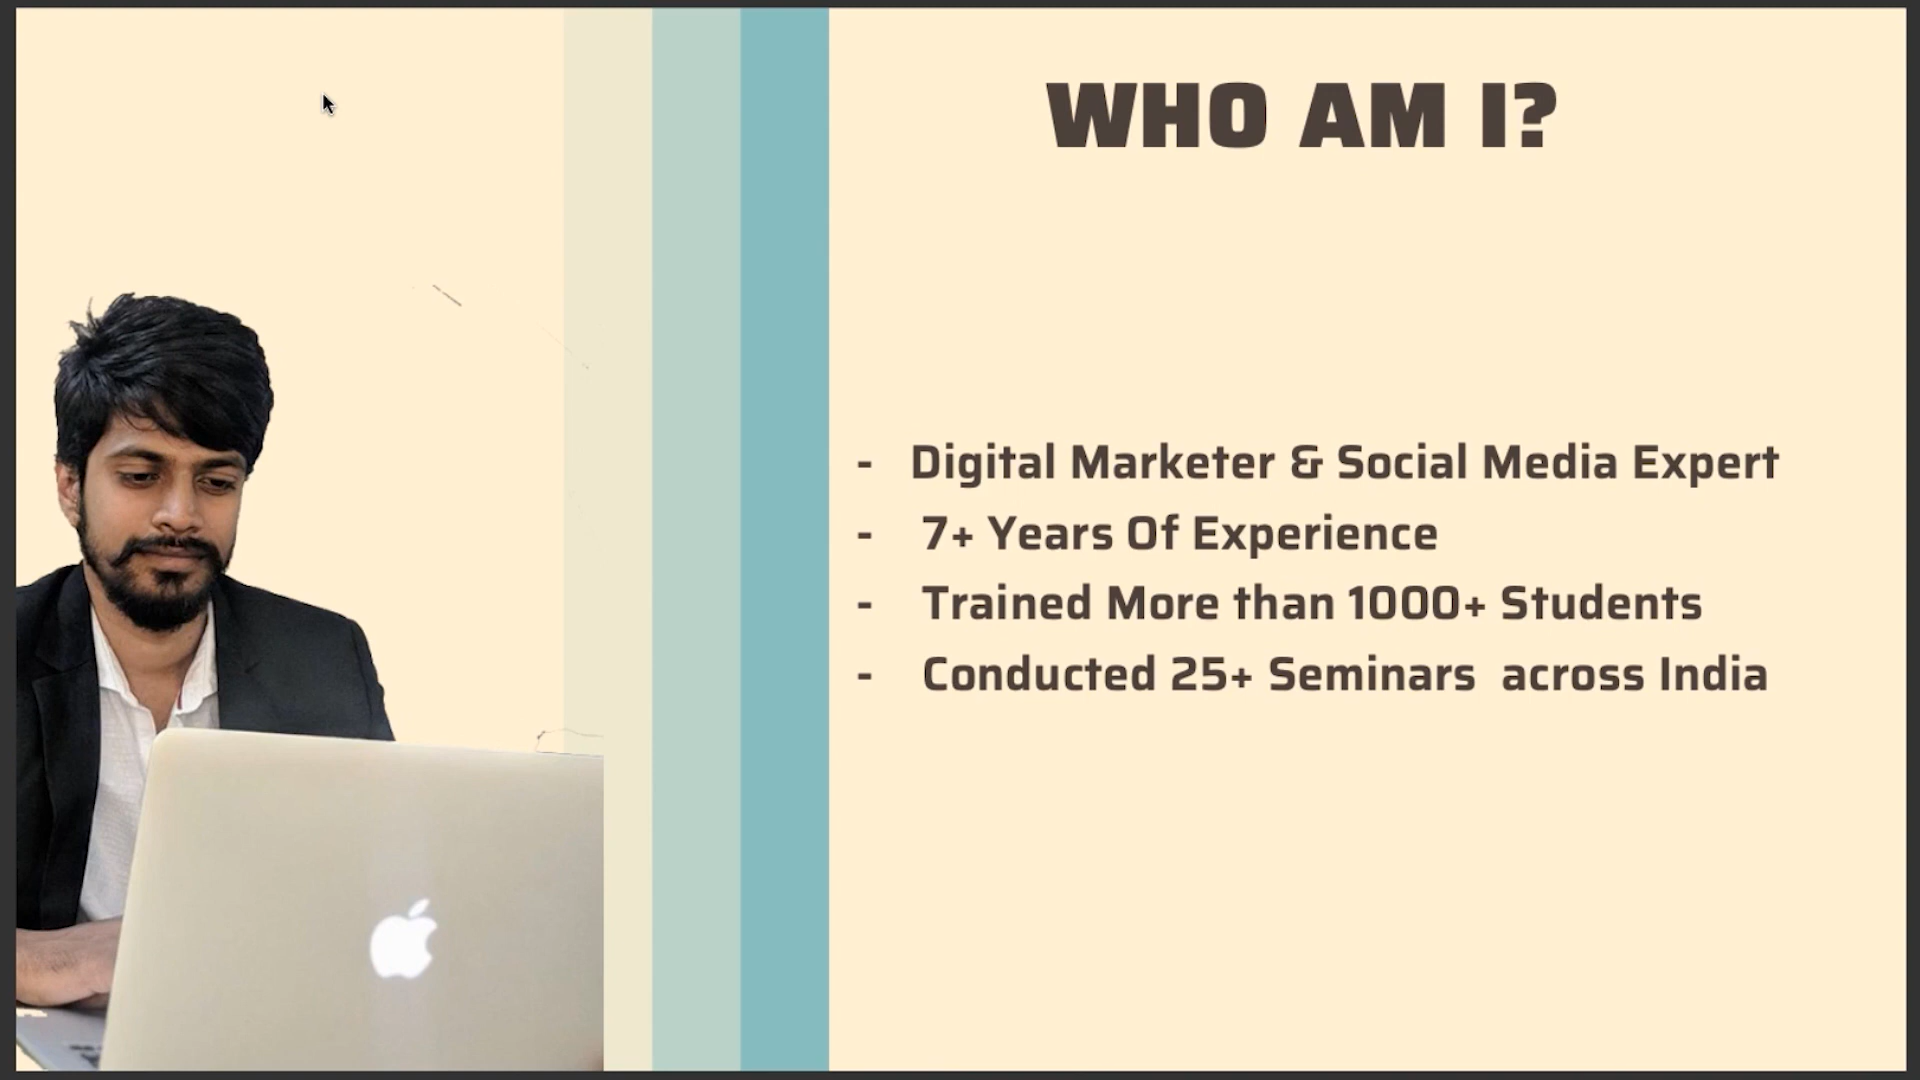 WHO AM I?
- Digital Marketer & Social Media Expert
- 7+ Years Of Experience
- Trained More than 1000+ Students
- Conducted 25+ Seminars across India